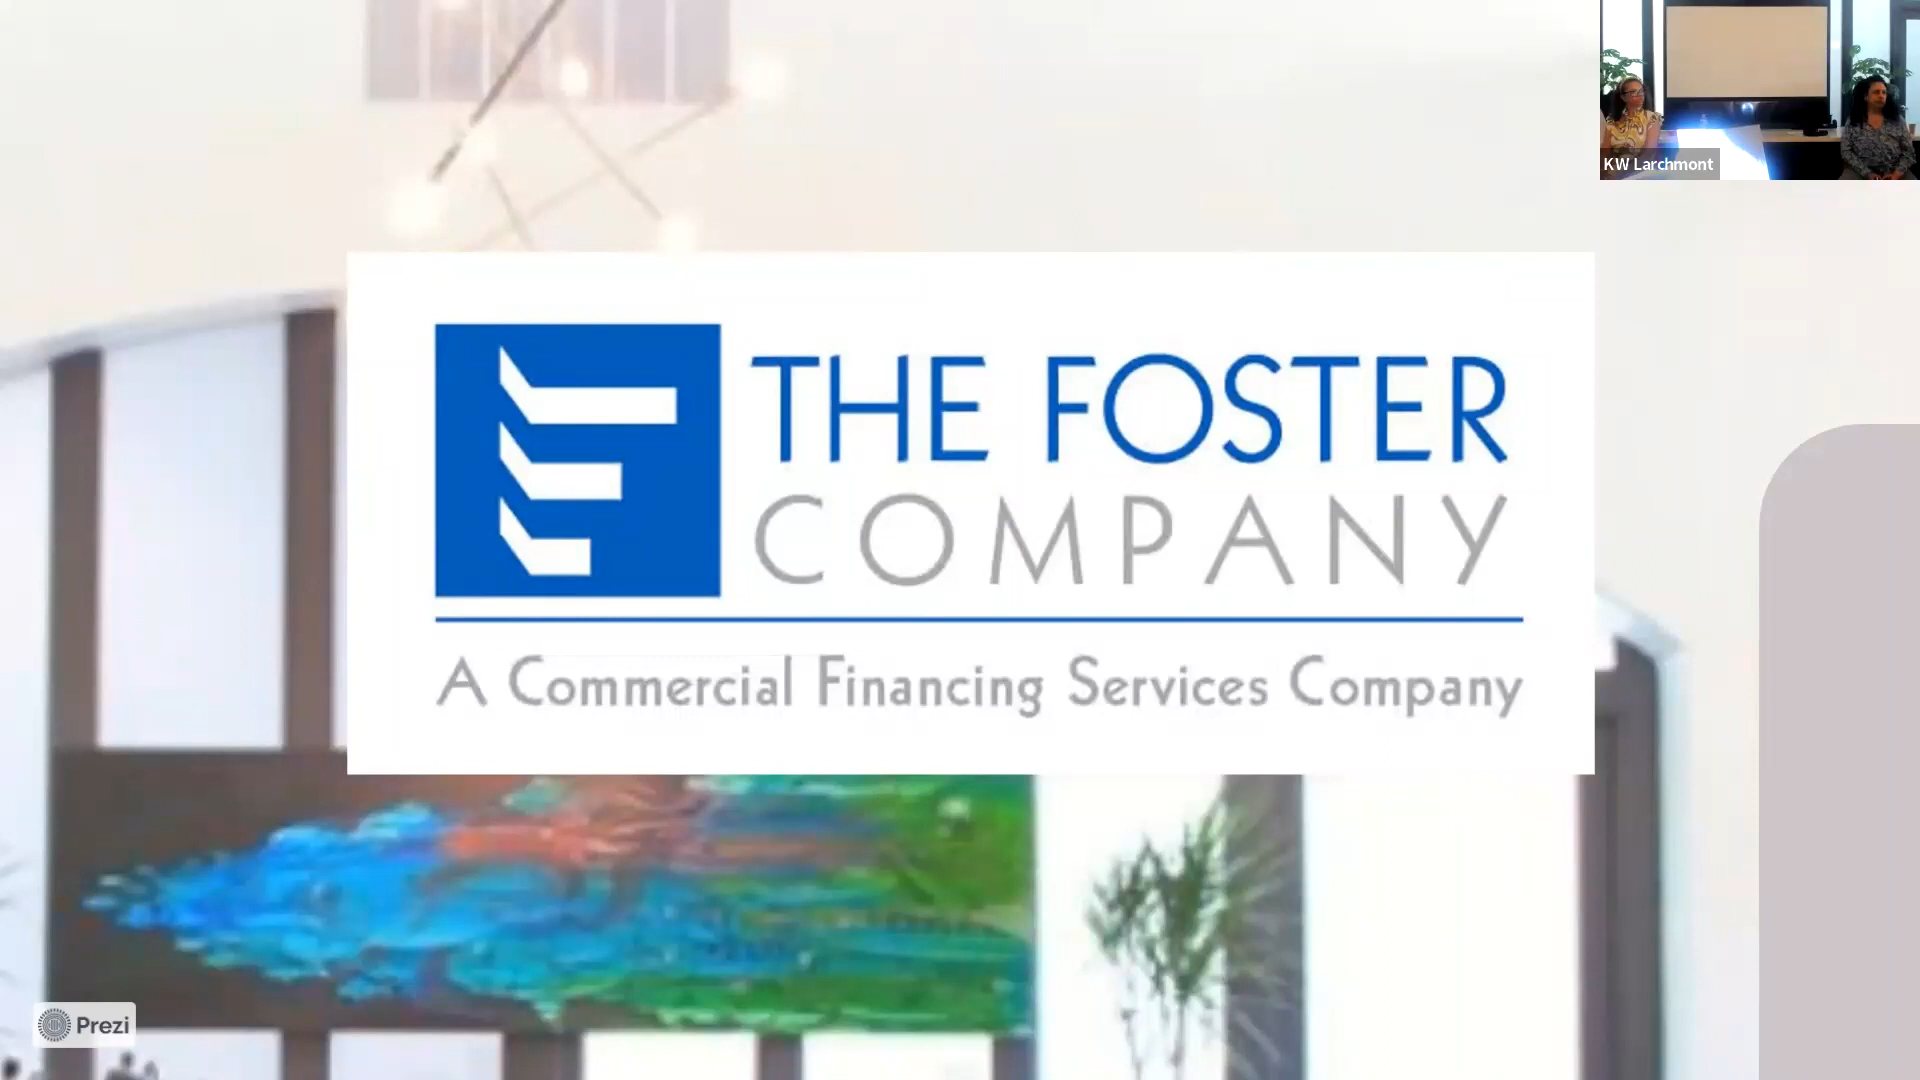 KW Larchmont
THE FOSTER
COMPANY
A Commercial Financing Services Company
Prezi